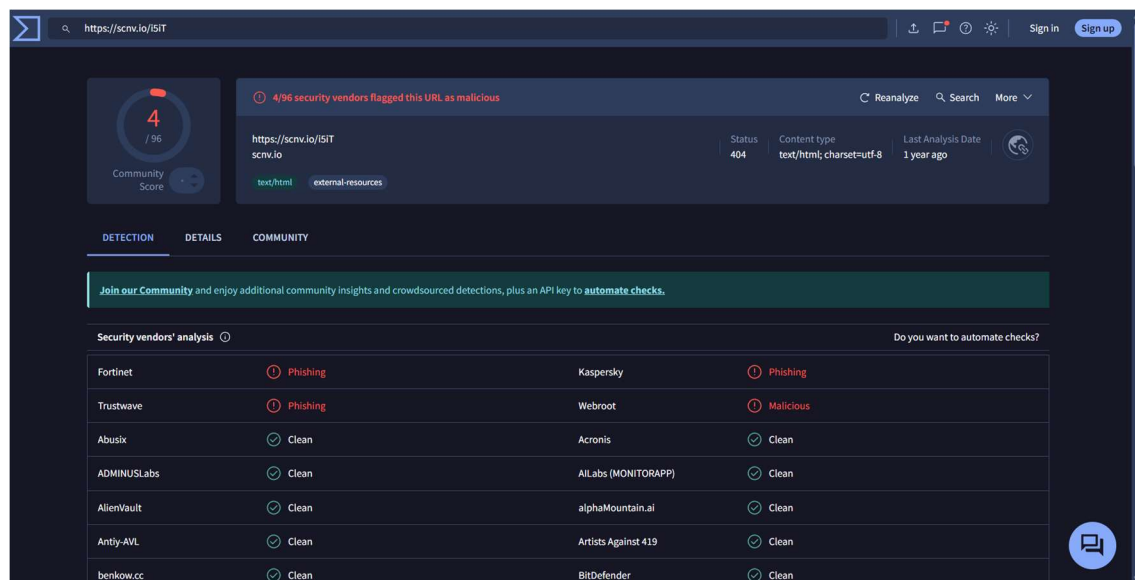 https://scnv.io/i5iT
Sign in
Sign up
4
/ 96
Community
Score
-
4/96 security vendors flagged this URL as malicious
Reanalyze
Search
More
https://scnv.io/i5iT
scnv.io
text/html
external-resources
Status
404
Content type
text/html; charset=utf-8
Last Analysis Date
1 year ago
DETECTION
DETAILS
COMMUNITY
Join our Community and enjoy additional community insights and crowdsourced detections, plus an API key to automate checks.
Security vendors' analysis
Do you want to automate checks?
Fortinet Phishing Kaspersky Phishing
Trustwave Phishing Webroot Malicious
Abusix Clean Acronis Clean
ADMINUSLabs Clean AILabs (MONITORAPP) Clean
AlienVault Clean alphaMountain.ai Clean
Antiy-AVL Clean Artists Against 419 Clean
benkow.cc Clean BitDefender Clean